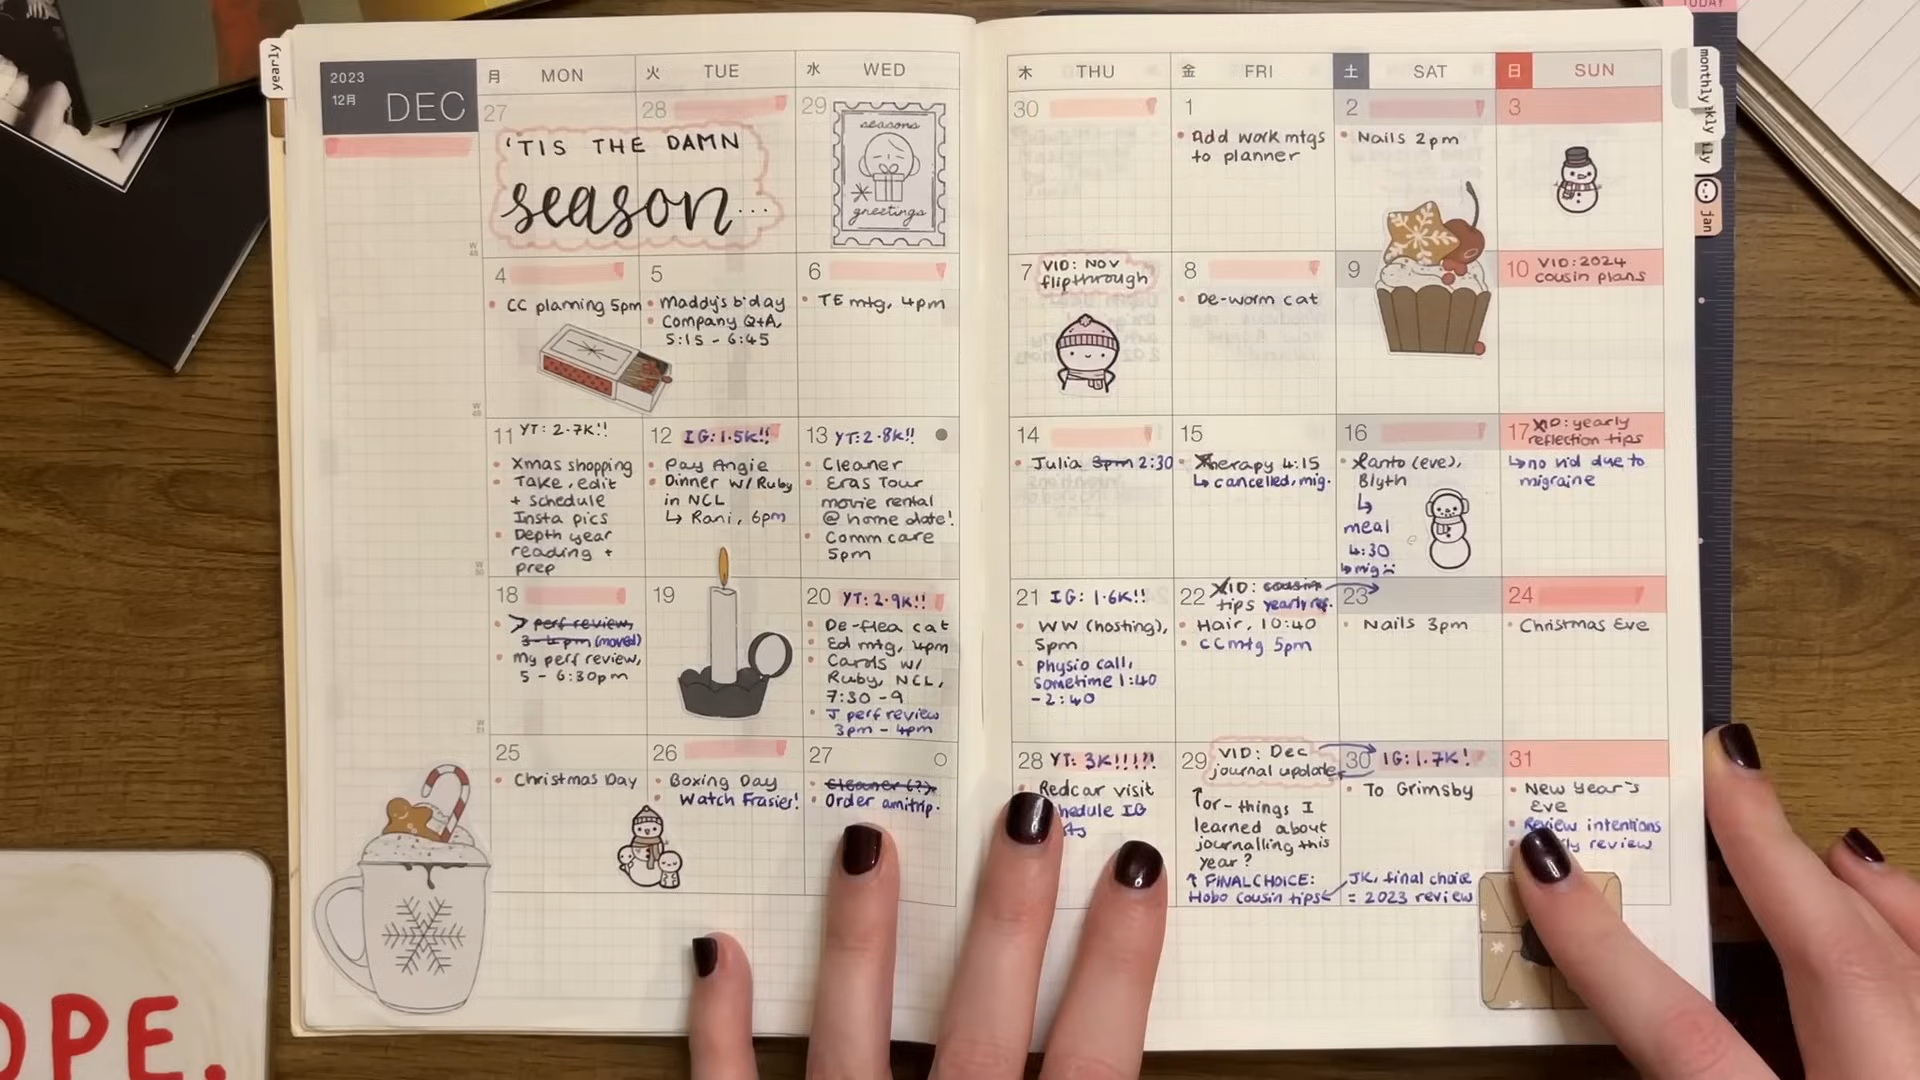 yearly
2023
12月
DEC
月 MON
火 TUE
水 WED
木 THU
金 FRI
土 SAT
日 SUN
TODAY
monthly
jan
27
28
'TIS THE DAMN
season...
29
seasons
greetings
30
1
Add work mtgs
to planner
2
Nails 2pm
3
4
CC planning 5pm
5
Maddy's b'day
Company Q+A,
5:15 - 6:45
6
TE mtg, 4pm
7
VID: NOV
flipthrough
8
De-worm cat
9
10
VID: 2024
cousin plans
11 YT: 2.7K!!
Xmas shopping
Take, edit
+ schedule
Insta pics
Depth year
reading +
prep
12 IG: 1.5K!!
Pay Angie
Dinner w/ Ruby
in NCL
↳ Rani, 6pm
13 YT: 2.8K!!
Cleaner
Eras Tour
movie rental
@ home date!
Comm care
5pm
14
Julia 3pm 2:30
15
Therapy 4:15
↳ cancelled, mig.
16
Panto (eve),
Blyth
↳
meal
4:30
↳ mig
17 VID: yearly
reflection tips
↳ no vid due to
migraine
18
perf review,
3-4pm (moved)
My perf review,
5 - 6:30pm
19
20 YT: 2.9K!!
De-flea cat
Ed mtg, 4pm
Carols w/
Ruby, NCL,
7:30 - 9
J perf review
3pm - 4pm
21 IG: 1.6K!!
WW (hosting),
5pm
Physio call,
sometime 1:40
- 2:40
22 VID: cousin
tips yearly ref.
Hair, 10:40
CC mtg 5pm
23
Nails 3pm
24
Christmas Eve
25
Christmas Day
26
Boxing Day
Watch Frasier!
27
Cleaner (?)
Order amitrip.
28 YT: 3K!!!!!
Redcar visit
29 VID: Dec
journal update
↑or - things I
learned about
journalling this
year?
↑ FINAL CHOICE:
Hobo Cousin tips
30 IG: 1.7K!
To Grimsby
JK, final choice
= 2023 review
31
New Year's
Eve
Review intentions
review
OPE.